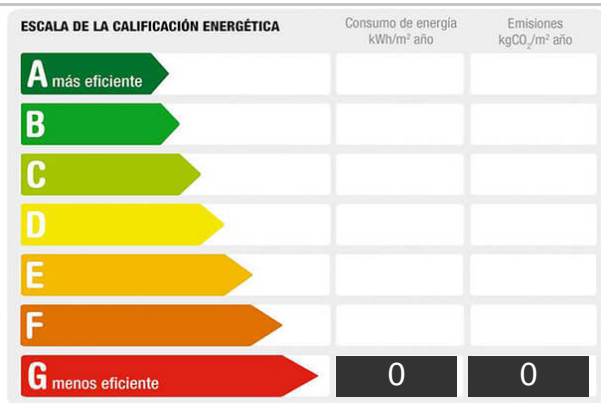 ESCALA DE LA CALIFICACIÓN ENERGÉTICA
Consumo de energía
kWh/m² año
Emisiones
kgCO₂/m² año
A más eficiente
B
C
D
E
F
G menos eficiente 0 0